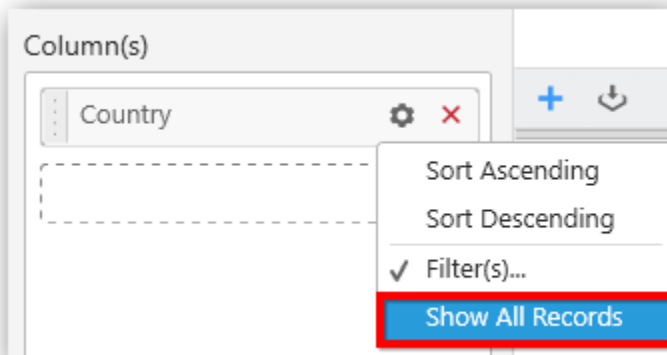 Column(s)
Country
Sort Ascending
Sort Descending
Filter(s)...
Show All Records